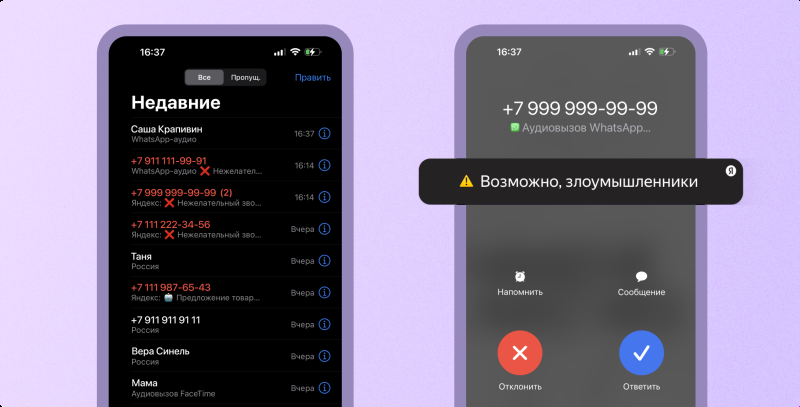 16:37
Все
Пропущ.
Править
Недавние
Саша Крапивин
WhatsApp-аудио
16:37
+7 911 111-99-91
WhatsApp-аудио ❌ Нежелател...
16:14
+7 999 999-99-99 (2)
Яндекс: ❌ Нежелательный зво...
16:14
+7 111 222-34-56
Яндекс: ❌ Нежелательный зво...
Вчера
Таня
Россия
Вчера
+7 111 987-65-43
Яндекс: 🤖 Предложение товар...
Вчера
+7 911 911 91 11
Россия
Вчера
Вера Синель
Россия
Вчера
Мама
Аудиовызов FaceTime
Вчера
16:37
+7 999 999-99-99
Аудиовызов WhatsApp...
Я
⚠️ Возможно, злоумышленники
Напомнить
Сообщение
Отклонить
Ответить